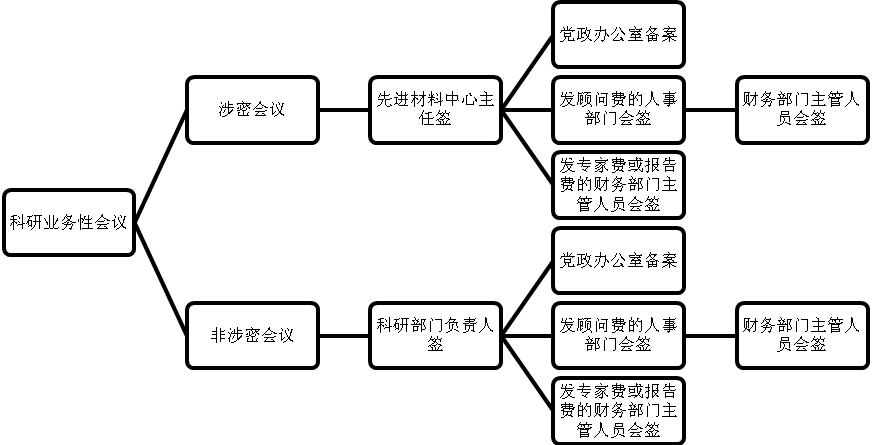 党政办公室备案
涉密会议
先进材料中心主
任签
发顾问费的人事
部门会签
财务部门主管人
员会签
发专家费或报告
费的财务部门主
管人员会签
科研业务性会议
党政办公室备案
非涉密会议
科研部门负责人
签
发顾问费的人事
部门会签
财务部门主管人
员会签
发专家费或报告
费的财务部门主
管人员会签